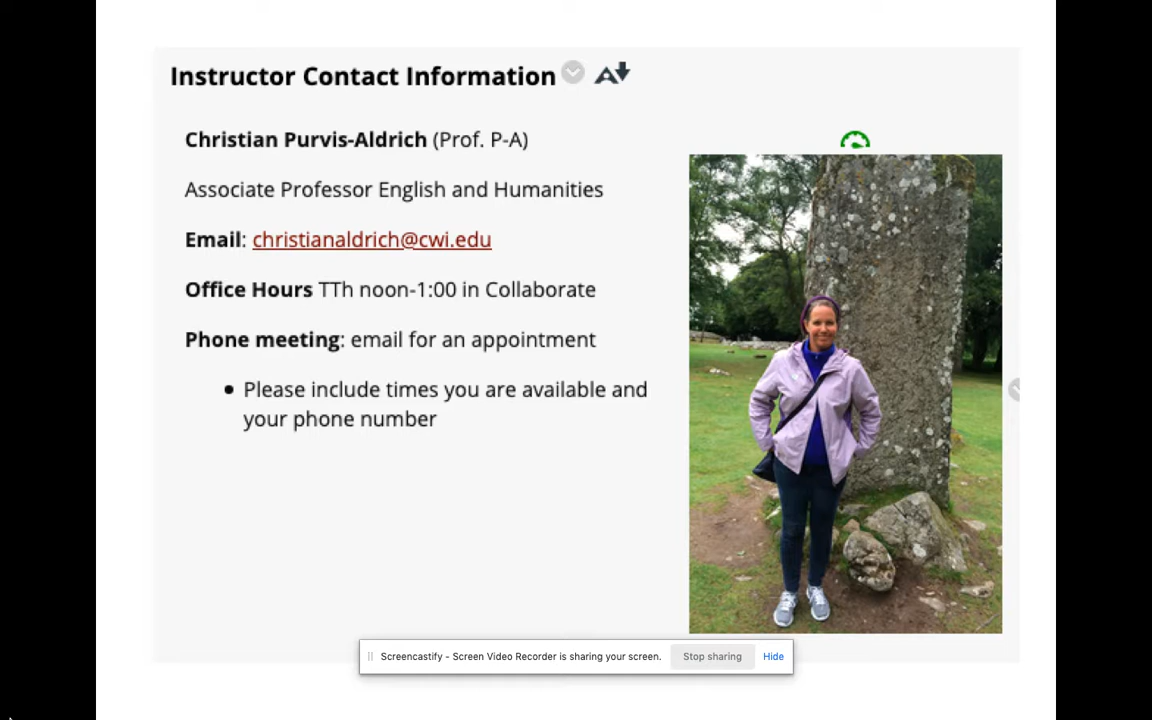 Instructor Contact Information
Christian Purvis-Aldrich (Prof. P-A)
Associate Professor English and Humanities
Email: christianaldrich@cwi.edu
Office Hours TTh noon-1:00 in Collaborate
Phone meeting: email for an appointment
• Please include times you are available and
your phone number
Screencastify - Screen Video Recorder is sharing your screen. Stop sharing Hide